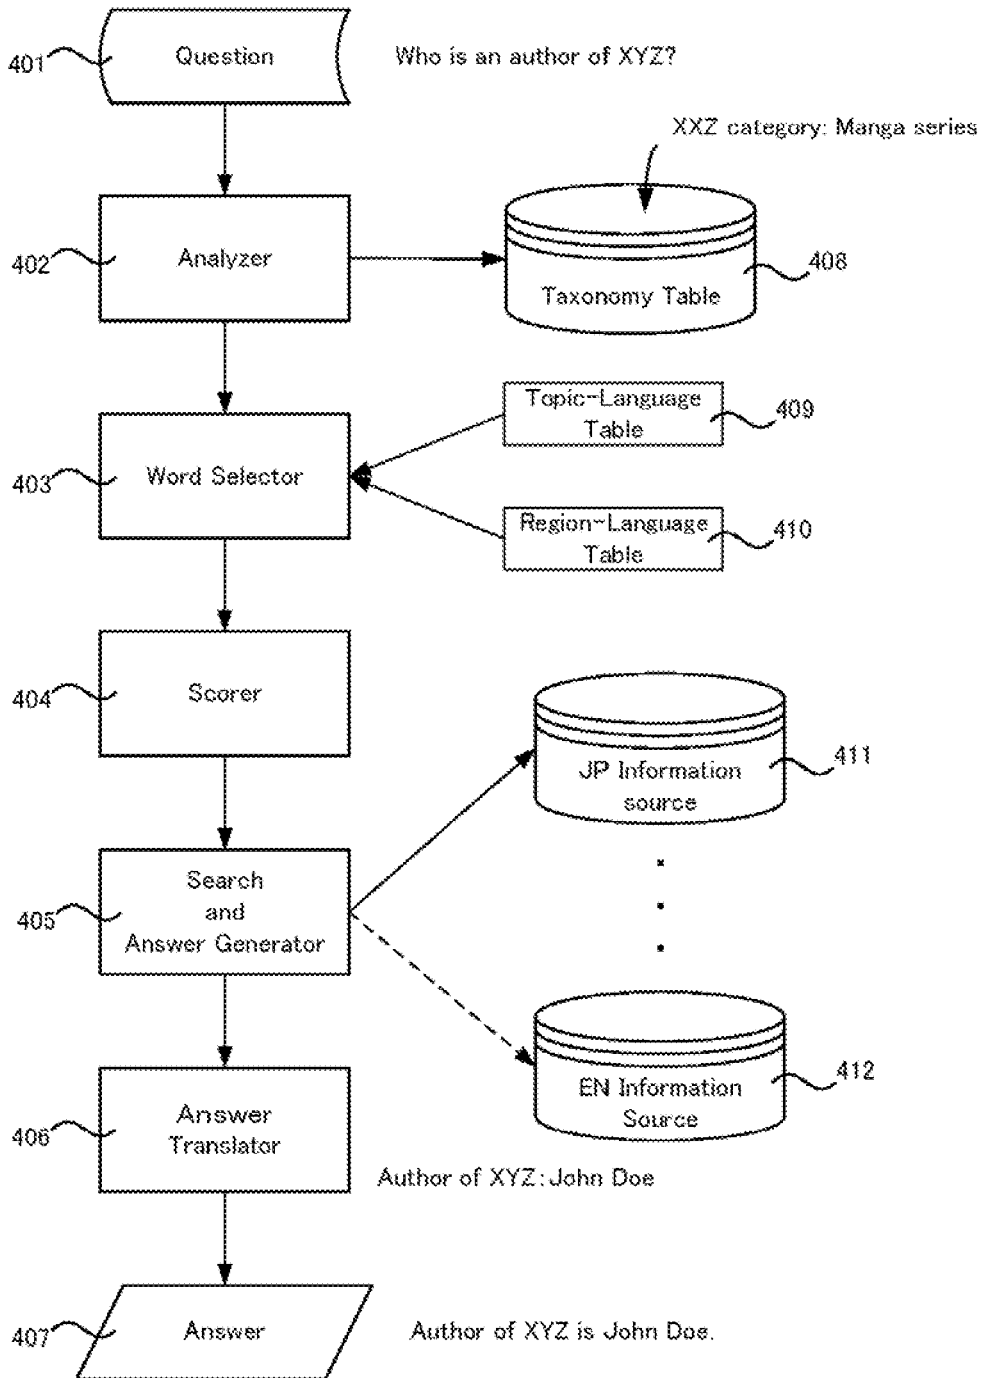 401
Question
Who is an author of XYZ?
XXZ category: Manga series
402
Analyzer
408
Taxonomy Table
Topic-Language
Table
409
403
Word Selector
Region-Language
Table
410
404
Scorer
JP Information
source
411
405
Search
and
Answer Generator
EN Information
Source
412
406
Answer
Translator
Author of XYZ:John Doe
407
Answer
Author of XYZ is John Doe.